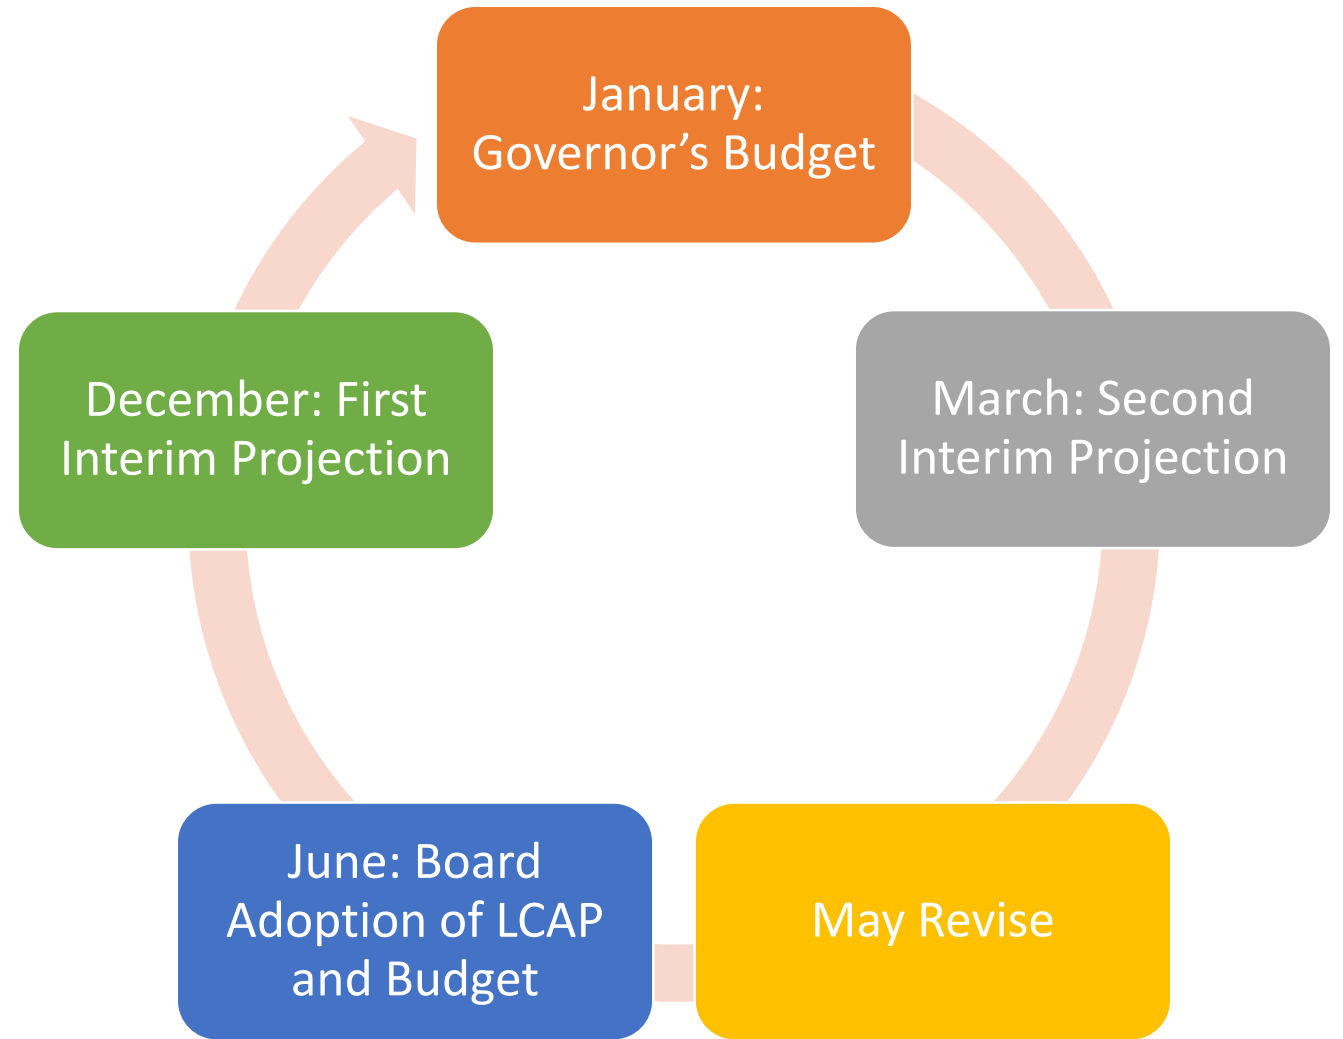 January:
Governor’s Budget
March: Second
Interim Projection
May Revise
June: Board
Adoption of LCAP
and Budget
December: First
Interim Projection